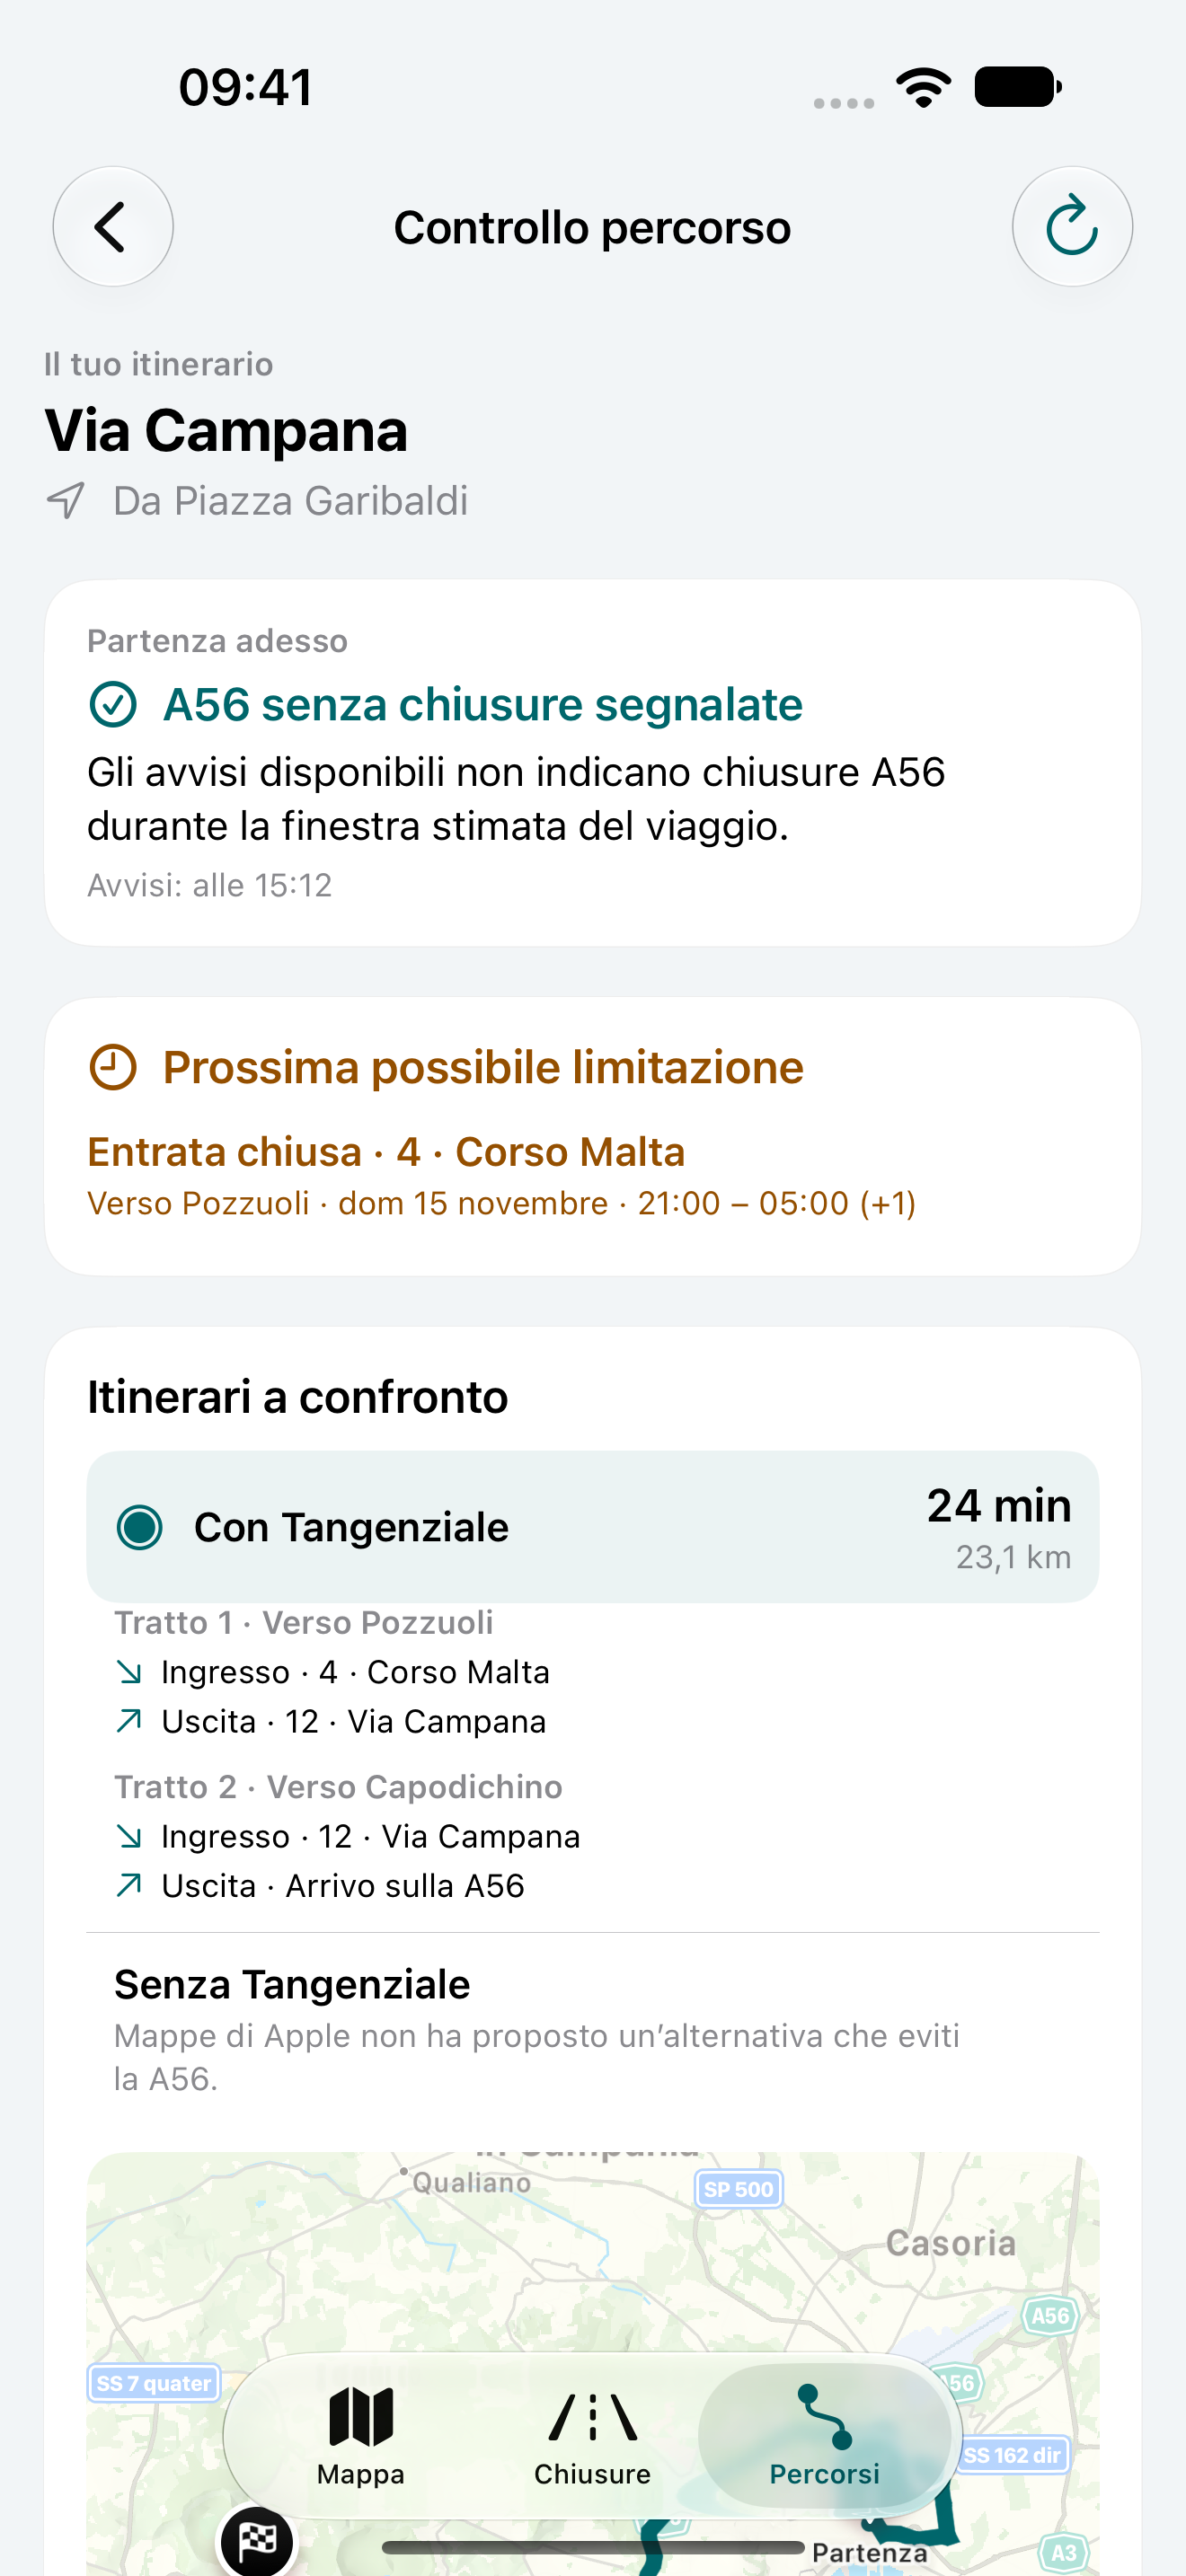 09:41
Controllo percorso
Il tuo itinerario
Via Campana
Da Piazza Garibaldi
Partenza adesso
A56 senza chiusure segnalate
Gli avvisi disponibili non indicano chiusure A56
durante la finestra stimata del viaggio.
Avvisi: alle 15:12
Prossima possibile limitazione
Entrata chiusa · 4 · Corso Malta
Verso Pozzuoli · dom 15 novembre · 21:00 – 05:00 (+1)
Itinerari a confronto
Con Tangenziale
24 min
23,1 km
Tratto 1 · Verso Pozzuoli
Ingresso · 4 · Corso Malta
Uscita · 12 · Via Campana
Tratto 2 · Verso Capodichino
Ingresso · 12 · Via Campana
Uscita · Arrivo sulla A56
Senza Tangenziale
Mappe di Apple non ha proposto un’alternativa che eviti
la A56.
in Campania
Qualiano
SP 500
Casoria
A56
SS 7 quater
A56
SS 162 dir
Mappa
Chiusure
Percorsi
Partenza
A3